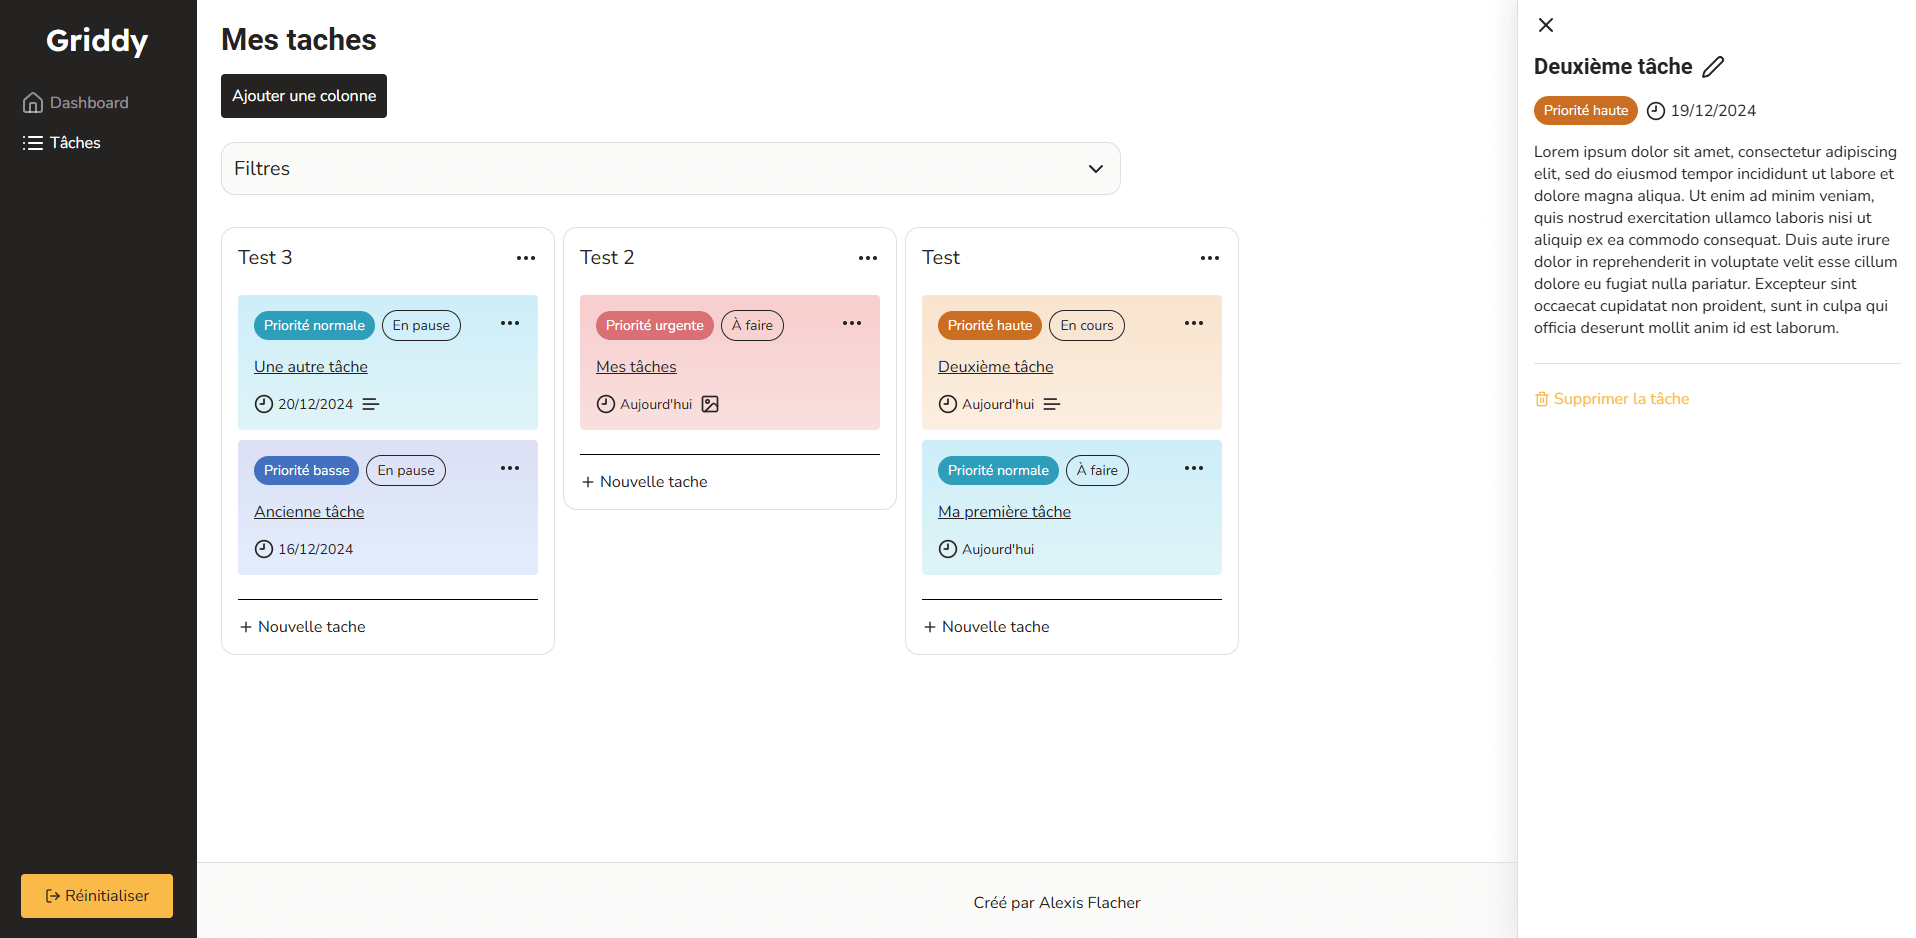 Griddy
Dashboard
Tâches
Réinitialiser
Mes taches
Ajouter une colonne
Filtres
Test 3
Priorité normale
En pause
Une autre tâche
20/12/2024
Priorité basse
En pause
Ancienne tâche
16/12/2024
+ Nouvelle tache
Test 2
Priorité urgente
À faire
Mes tâches
Aujourd'hui
+ Nouvelle tache
Test
Priorité haute
En cours
Deuxième tâche
Aujourd'hui
Priorité normale
À faire
Ma première tâche
Aujourd'hui
+ Nouvelle tache
Créé par Alexis Flacher
Deuxième tâche
Priorité haute
19/12/2024
Lorem ipsum dolor sit amet, consectetur adipiscing
elit, sed do eiusmod tempor incididunt ut labore et
dolore magna aliqua. Ut enim ad minim veniam,
quis nostrud exercitation ullamco laboris nisi ut
aliquip ex ea commodo consequat. Duis aute irure
dolor in reprehenderit in voluptate velit esse cillum
dolore eu fugiat nulla pariatur. Excepteur sint
occaecat cupidatat non proident, sunt in culpa qui
officia deserunt mollit anim id est laborum.
Supprimer la tâche